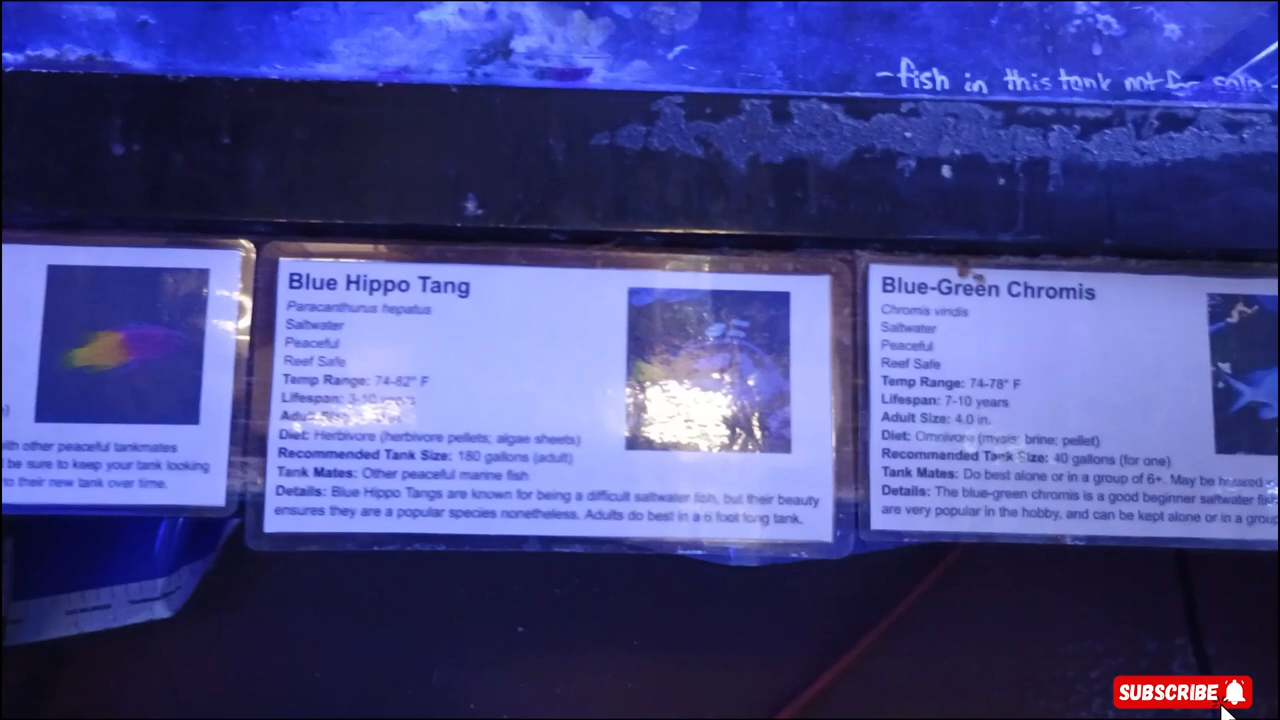 -fish in this tank not for sale-
ith other peaceful tankmates
l be sure to keep your tank looking
to their new tank over time.
Blue Hippo Tang
Paracanthurus hepatus
Saltwater
Peaceful
Reef Safe
Temp Range: 74-82° F
Lifespan: 3-10 years
Diet: Herbivore (herbivore pellets; algae sheets)
Recommended Tank Size: 180 gallons (adult)
Tank Mates: Other peaceful marine fish
Details: Blue Hippo Tangs are known for being a difficult saltwater fish, but their beauty
ensures they are a popular species nonetheless. Adults do best in a 6 foot long tank.
Blue-Green Chromis
Chromis viridis
Saltwater
Peaceful
Reef Safe
Temp Range: 74-78° F
Lifespan: 7-10 years
Adult Size: 4.0 in.
Diet: Omnivore (mysis; brine; pellet)
Recommended Tank Size: 40 gallons (for one)
Tank Mates: Do best alone or in a group of 6+. May be housed
Details: The blue-green chromis is a good beginner saltwater
are very popular in the hobby, and can be kept alone or in a
SUBSCRIBE